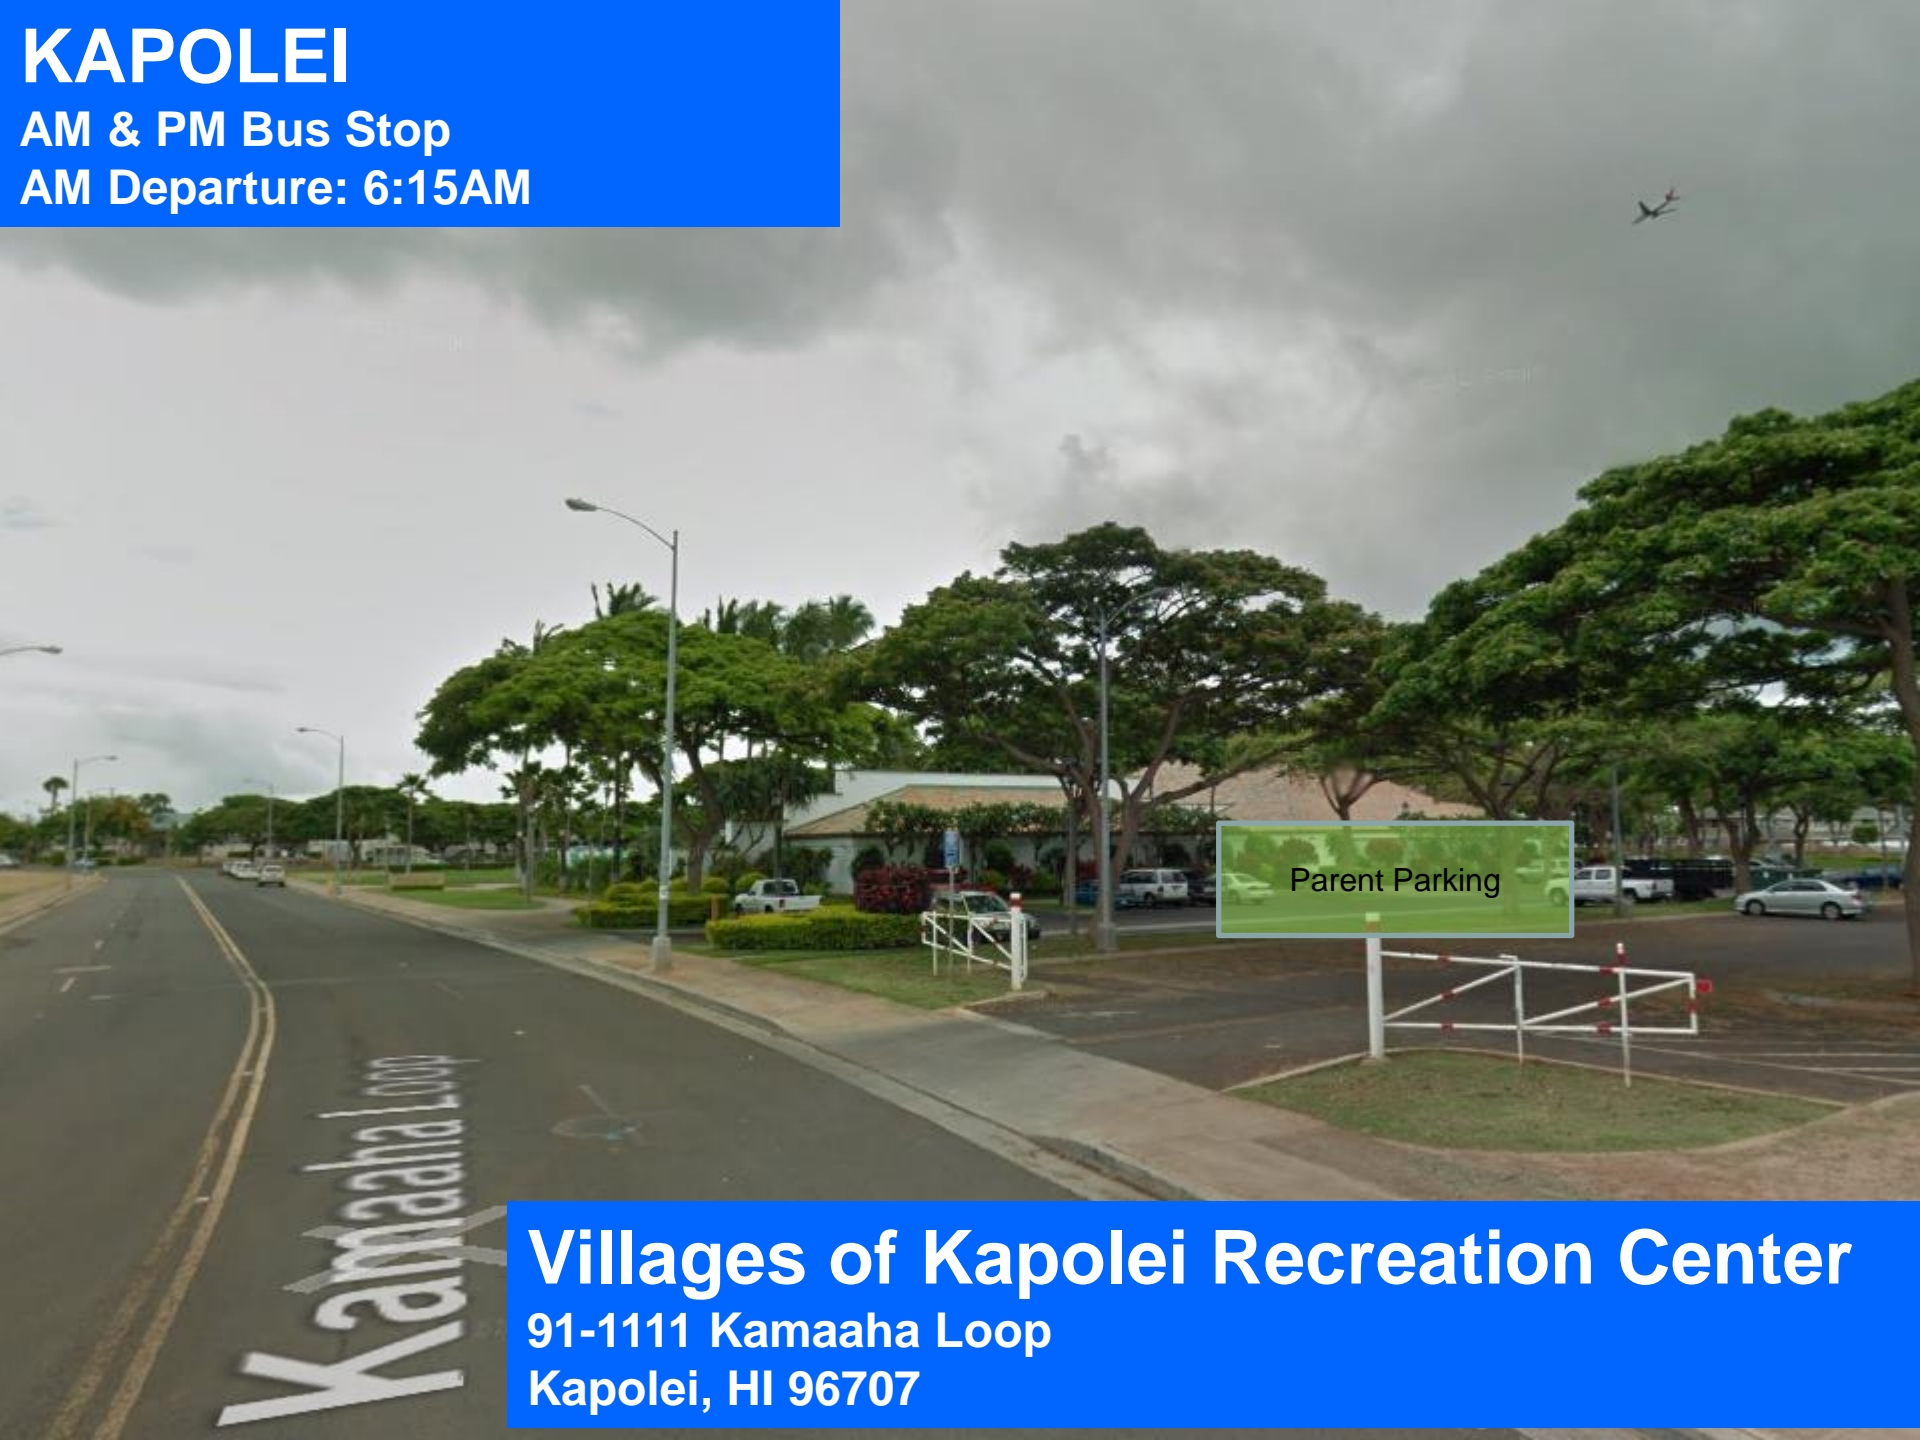 KAPOLEI
AM & PM Bus Stop
AM Departure: 6:15AM
Parent Parking
Kamaaha Loop
Villages of Kapolei Recreation Center
91-1111 Kamaaha Loop
Kapolei, HI 96707